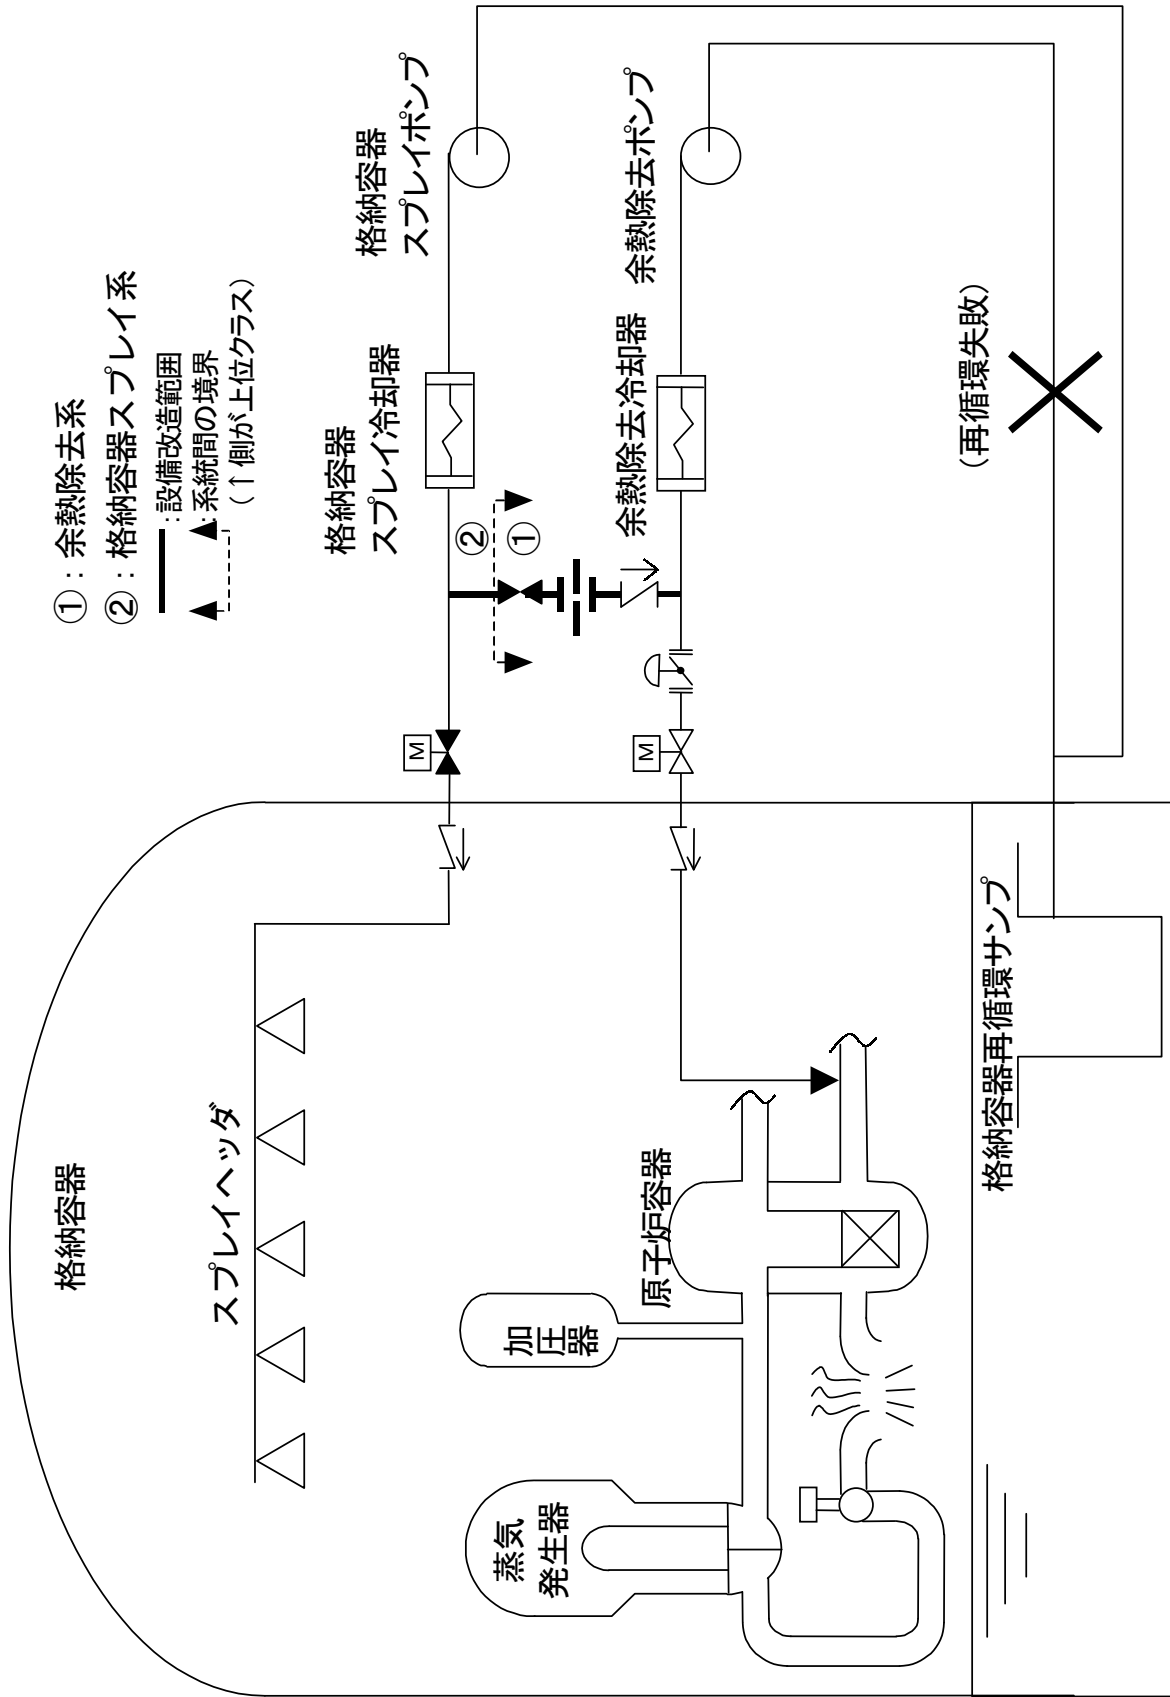 ①：余熱除去系
②：格納容器スプレイ系
：設備改造範囲
：系統間の境界
（↑側が上位クラス）
格納容器
スプレイヘッダ
格納容器
スプレイ冷却器
格納容器
スプレイポンプ
②
①
M
M
余熱除去冷却器
余熱除去ポンプ
加圧器
蒸気
発生器
原子炉容器
（再循環失敗）
格納容器再循環サンプ